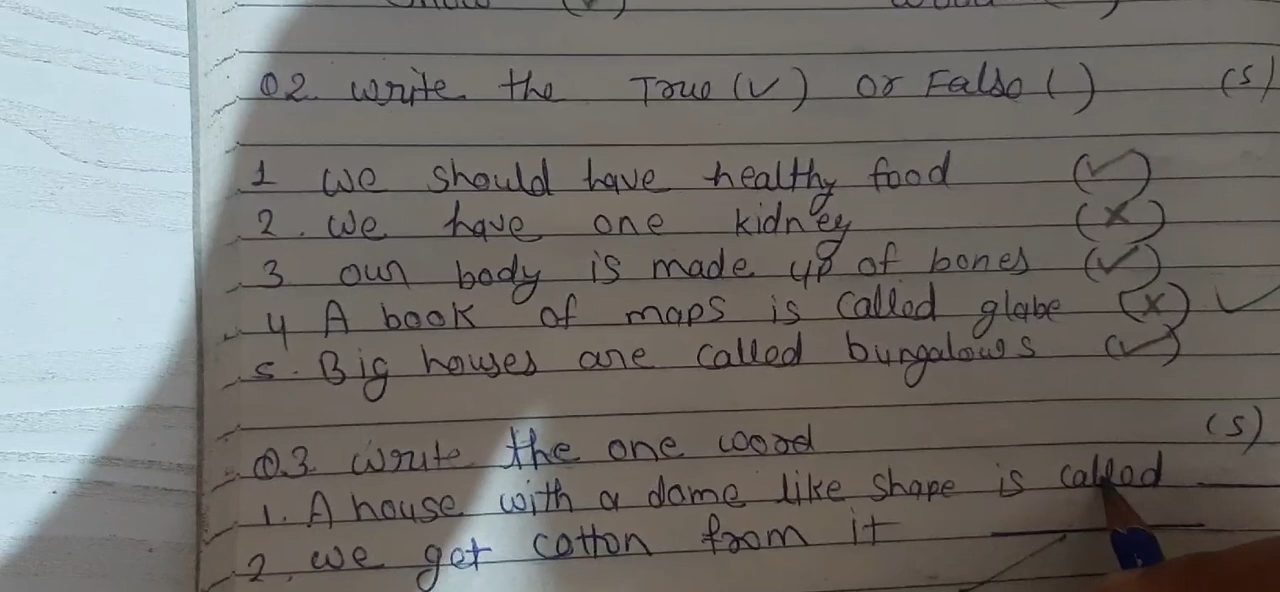 Q2. Write the True (✓) or False ( ) (5)
1 We should have healthy food (✓)
2. We have one kidney (×)
3 our body is made up of bones (✓)
4 A book of maps is called globe (×) ✓
5. Big houses are called bungalows (✓)
Q.3 write the one word (5)
1. A house with a dome like shape is called
2. We get cotton from it